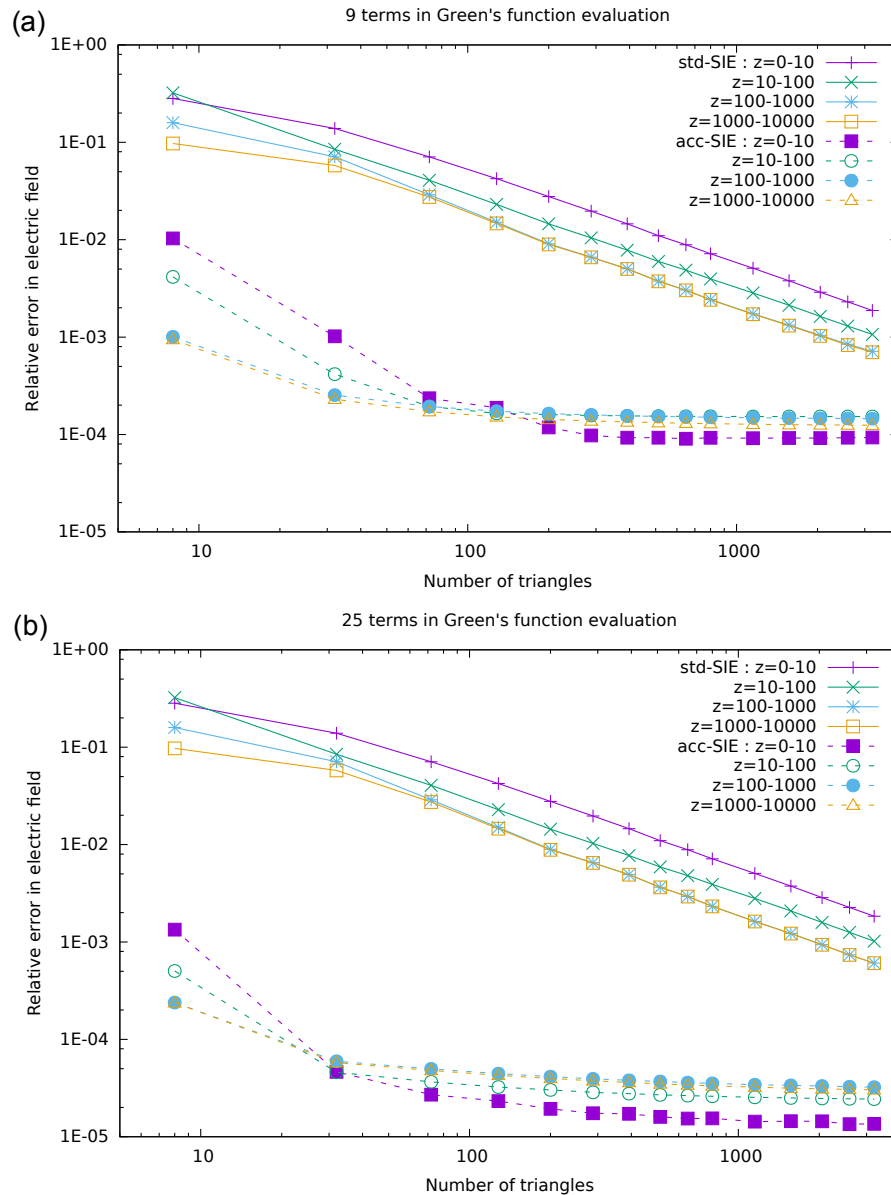 (a)
9 terms in Green's function evaluation
1E+00
1E-01
1E-02
1E-03
1E-04
1E-05
Relative error in electric field
std-SIE : z=0-10
z=10-100
z=100-1000
z=1000-10000
acc-SIE : z=0-10
z=10-100
z=100-1000
z=1000-10000
10 100 1000
Number of triangles
(b)
25 terms in Green's function evaluation
1E+00
1E-01
1E-02
1E-03
1E-04
1E-05
Relative error in electric field
std-SIE : z=0-10
z=10-100
z=100-1000
z=1000-10000
acc-SIE : z=0-10
z=10-100
z=100-1000
z=1000-10000
10 100 1000
Number of triangles